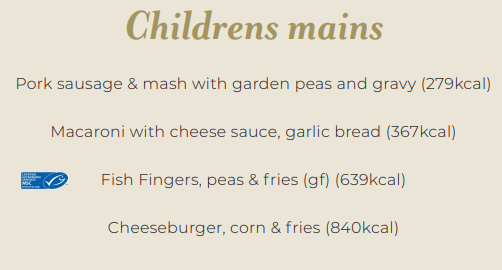 Childrens mains
Pork sausage & mash with garden peas and gravy (279kcal)
Macaroni with cheese sauce, garlic bread (367kcal)
Fish Fingers, peas & fries (gf) (639kcal)
Cheeseburger, corn & fries (840kcal)